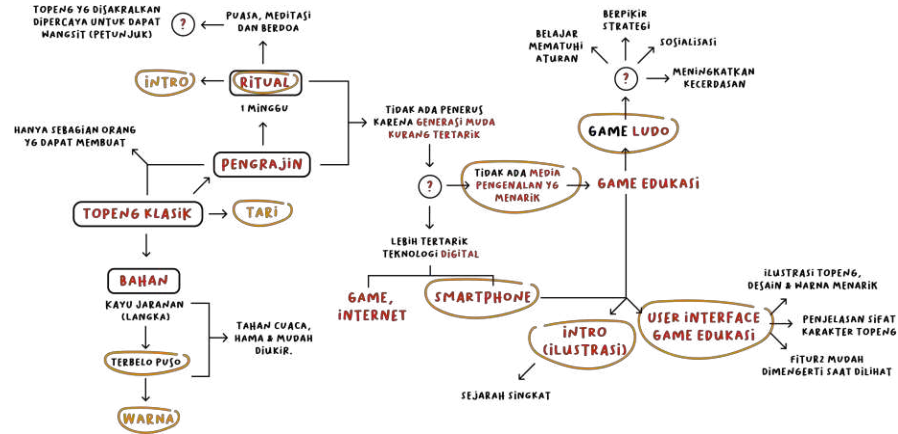 TOPENG YG DISAKRALKAN
DIPERCAYA UNTUK DAPAT
WANGSIT (PETUNJUK)
?
PUASA, MEDITASI
DAN BERDOA
INTRO
RITUAL
1 MINGGU
HANYA SEBAGIAN ORANG
YG DAPAT MEMBUAT
PENGRAJIN
TOPENG KLASIK
TARI
BAHAN
KAYU JARANAN
(LANGKA)
TERBELO PUSO
WARNA
TAHAN CUACA,
HAMA & MUDAH
DIUKIR.
TIDAK ADA PENERUS
KARENA GENERASI MUDA
KURANG TERTARIK
?
TIDAK ADA MEDIA
PENGENALAN YG
MENARIK
LEBIH TERTARIK
TEKNOLOGI DIGITAL
GAME,
INTERNET
SMARTPHONE
BELAJAR
MEMATUHI
ATURAN
BERPIKIR
STRATEGI
SOSIALISASI
?
MENINGKATKAN
KECERDASAN
GAME LUDO
GAME EDUKASI
INTRO
(ILUSTRASI)
SEJARAH SINGKAT
USER INTERFACE
GAME EDUKASI
ILUSTRASI TOPENG,
DESAIN & WARNA MENARIK
PENJELASAN SIFAT
KARAKTER TOPENG
FITUR2 MUDAH
DIMENGERTI SAAT DILIHAT